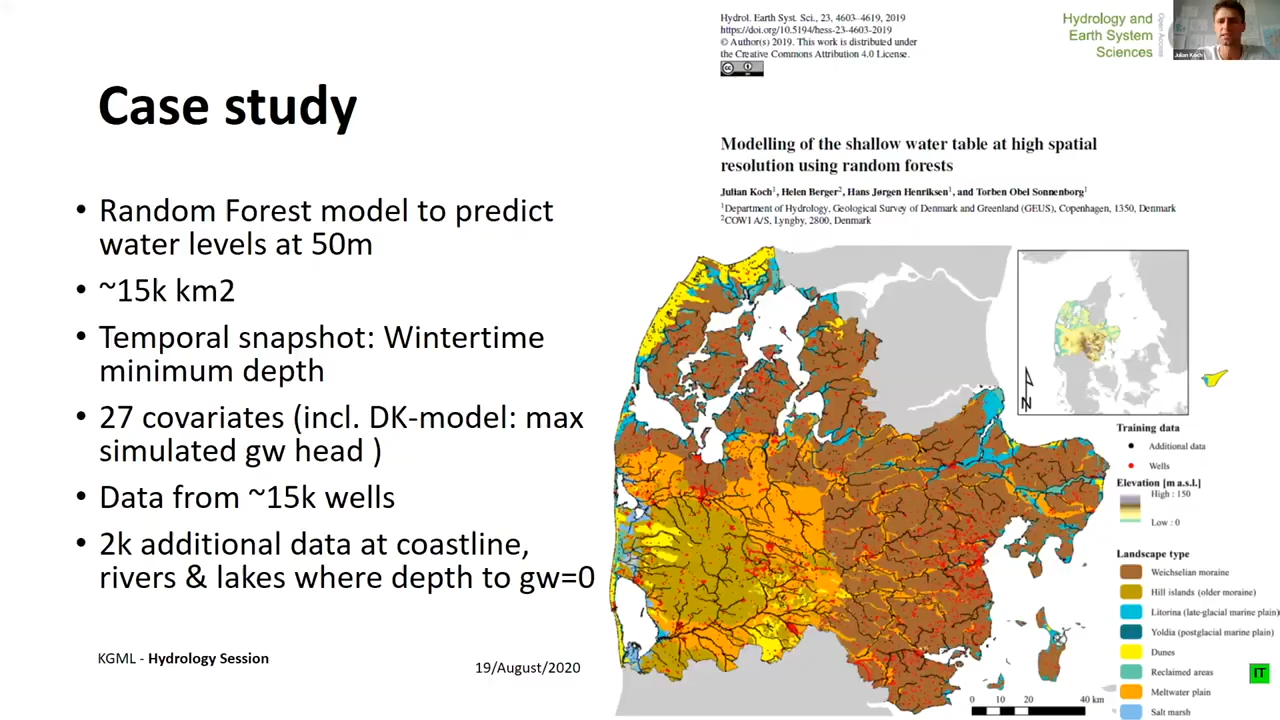 Hydrol. Earth Syst. Sci., 23, 4603–4619, 2019
https://doi.org/10.5194/hess-23-4603-2019
© Author(s) 2019. This work is distributed
under the Creative Commons Attribution 4.0 License.
Hydrology and
Earth System
Sciences
Open Access
Julian Koch
Case study
• Random Forest model to predict
water levels at 50m
• ~15k km2
• Temporal snapshot: Wintertime
minimum depth
• 27 covariates (incl. DK-model: max
simulated gw head )
• Data from ~15k wells
• 2k additional data at coastline,
rivers & lakes where depth to gw=0
KGML - Hydrology Session
19/August/2020
Modelling of the shallow water table at high spatial
resolution using random forests
Julian Koch1, Helen Berger2, Hans Jørgen Henriksen1, and Torben Obel Sonnenborg1
1Department of Hydrology, Geological Survey of Denmark and Greenland (GEUS), Copenhagen, 1350, Denmark
2COWI A/S, Lyngby, 2800, Denmark
N
Training data
Additional data
Wells
Elevation [m a.s.l.]
High : 150
Low : 0
Landscape type
Weichselian moraine
Hill islands (older moraine)
Litorina (late-glacial marine plain)
Yoldia (postglacial marine plain)
Dunes
Reclaimed areas
Meltwater plain
Salt marsh
0 10 20 40 km
IT